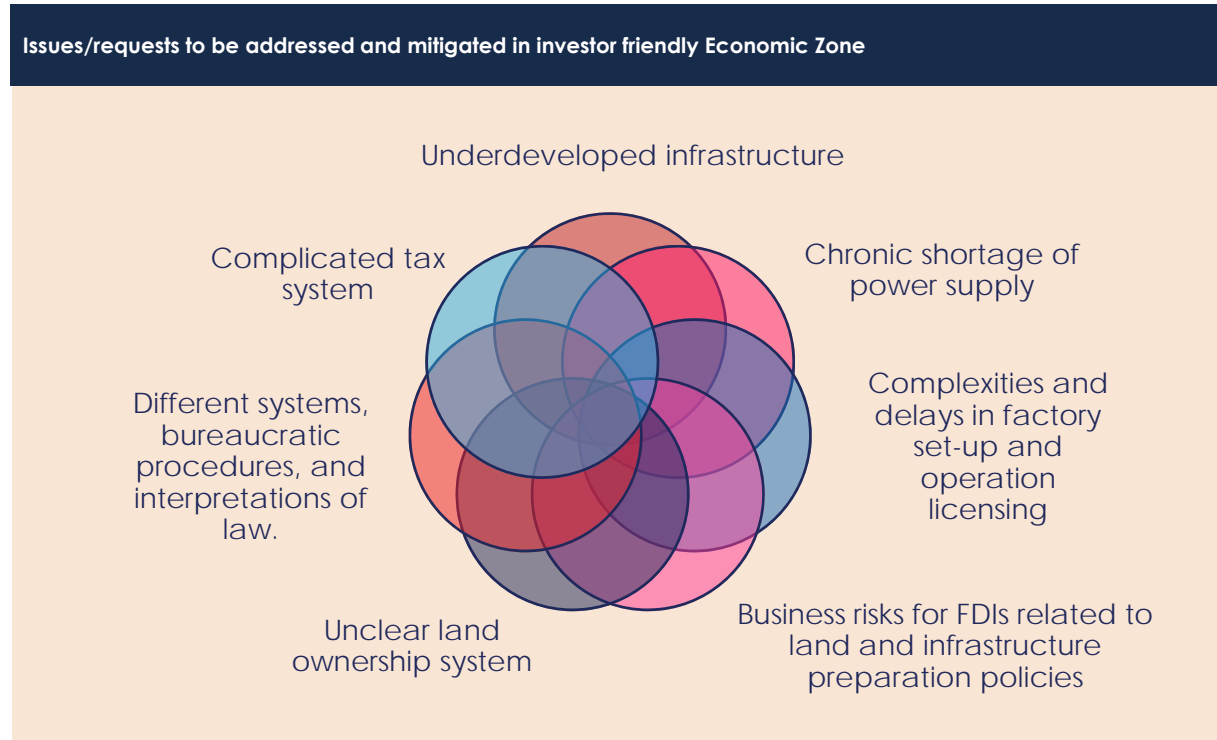 Issues/requests to be addressed and mitigated in investor friendly Economic Zone
Underdeveloped infrastructure
Chronic shortage of
power supply
Complexities and
delays in factory
set-up and
operation
licensing
Business risks for FDIs related to
land and infrastructure
preparation policies
Unclear land
ownership system
Different systems,
bureaucratic
procedures, and
interpretations of
law.
Complicated tax
system